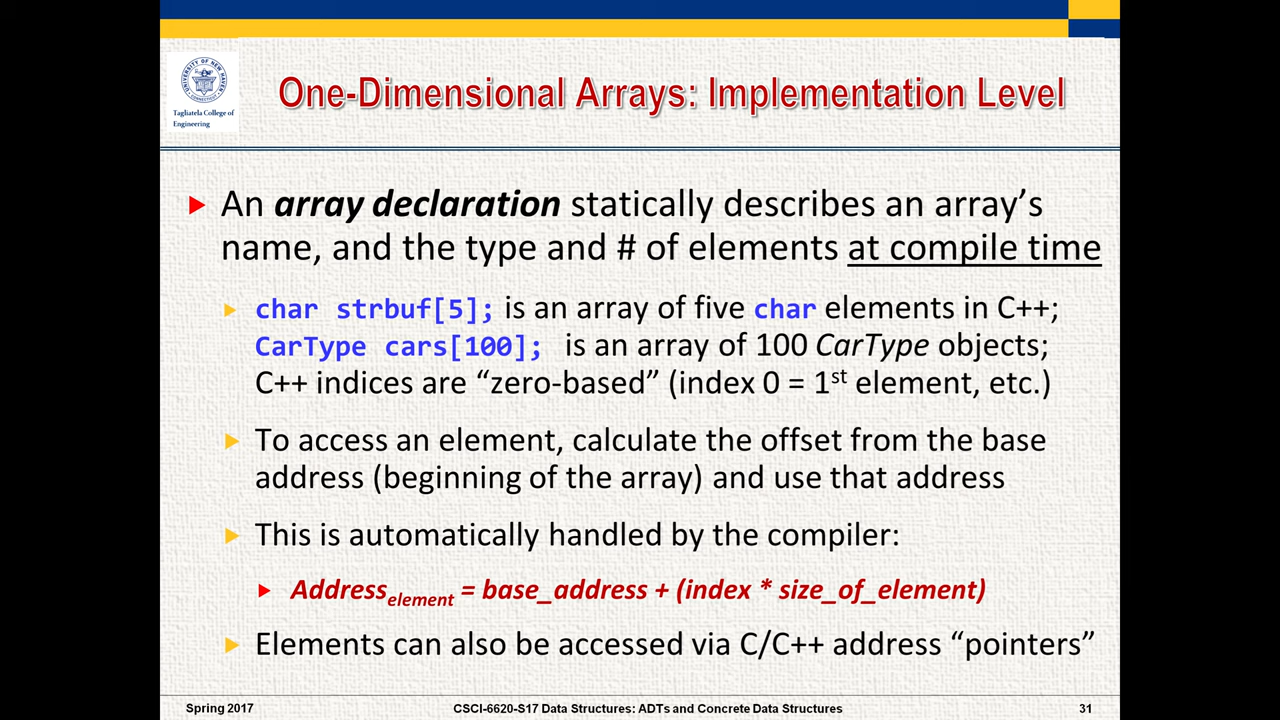 UNIVERSITY OF NEW HAVEN
Tagliatela College of
Engineering
One-Dimensional Arrays: Implementation Level
An array declaration statically describes an array’s
name, and the type and # of elements at compile time
char strbuf[5]; is an array of five char elements in C++;
CarType cars[100]; is an array of 100 CarType objects;
C++ indices are “zero-based” (index 0 = 1st element, etc.)
To access an element, calculate the offset from the base
address (beginning of the array) and use that address
This is automatically handled by the compiler:
Addresselement = base_address + (index * size_of_element)
Elements can also be accessed via C/C++ address “pointers”
Spring 2017 CSCI-6620-S17 Data Structures: ADTs and Concrete Data Structures 31